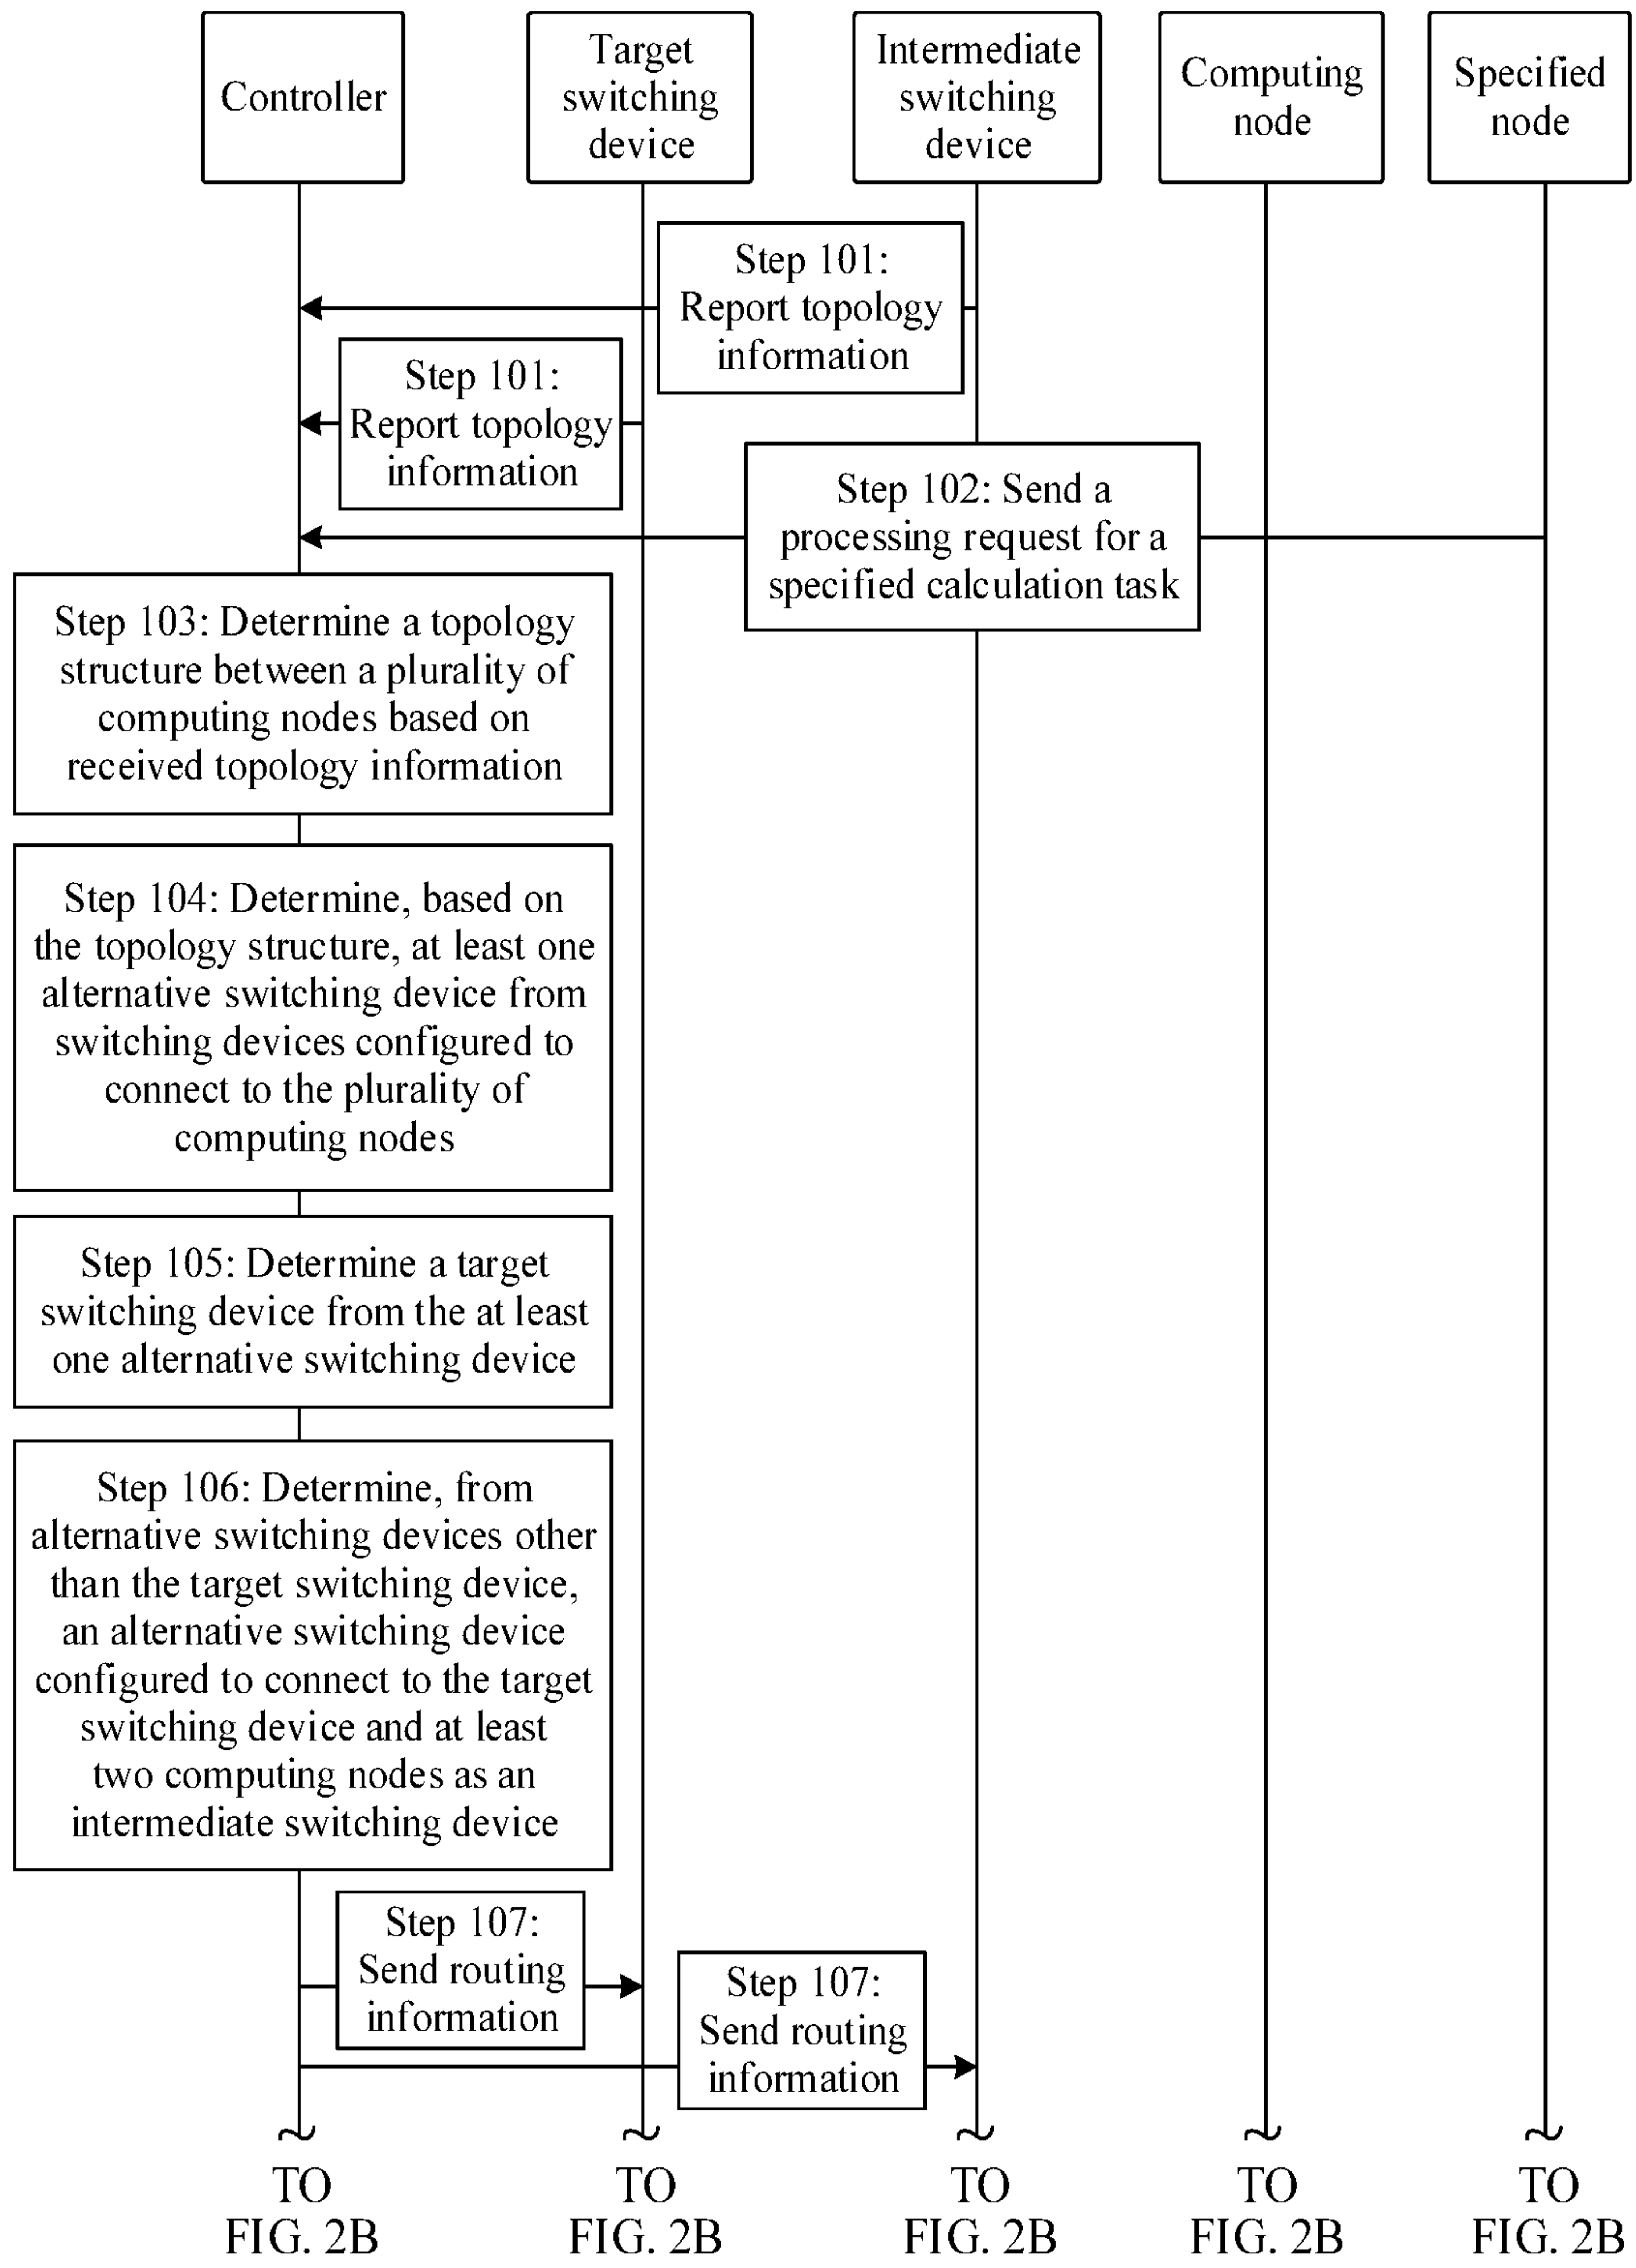 Controller
Target
switching
device
Intermediate
switching
device
Computing
node
Specified
node
Step 101:
Report topology
information
Step 101:
Report topology
information
Step 102: Send a
processing request for a
specified calculation task
Step 103: Determine a topology
structure between a plurality of
computing nodes based on
received topology information
Step 104: Determine, based on
the topology structure, at least one
alternative switching device from
switching devices configured to
connect to the plurality of
computing nodes
Step 105: Determine a target
switching device from the at least
one alternative switching device
Step 106: Determine, from
alternative switching devices other
than the target switching device,
an alternative switching device
configured to connect to the target
switching device and at least
two computing nodes as an
intermediate switching device
Step 107:
Send routing
information
Step 107:
Send routing
information
TO
FIG. 2B
TO
FIG. 2B
TO
FIG. 2B
TO
FIG. 2B
TO
FIG. 2B